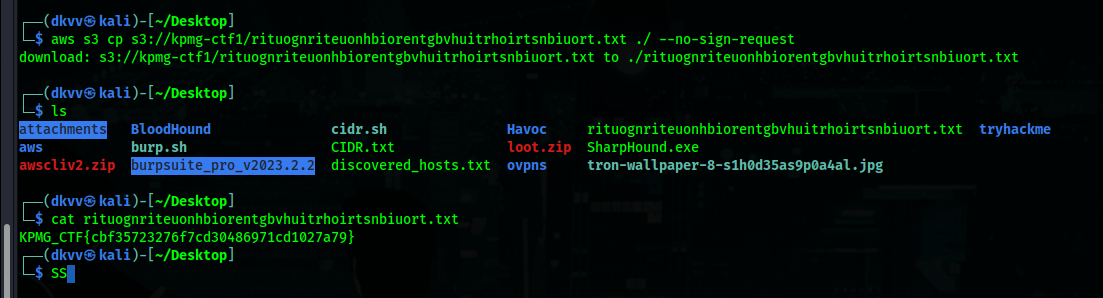 ┌──(dkvv㉿kali)-[~/Desktop]
└─$ aws s3 cp s3://kpmg-ctf1/rituognriteuonhbiorentgbvhuitrhoirtsnbiuort.txt ./ --no-sign-request
download: s3://kpmg-ctf1/rituognriteuonhbiorentgbvhuitrhoirtsnbiuort.txt to ./rituognriteuonhbiorentgbvhuitrhoirtsnbiuort.txt
┌──(dkvv㉿kali)-[~/Desktop]
└─$ ls
attachments BloodHound cidr.sh Havoc rituognriteuonhbiorentgbvhuitrhoirtsnbiuort.txt tryhackme
aws burp.sh CIDR.txt loot.zip SharpHound.exe
awscliv2.zip burpsuite_pro_v2023.2.2 discovered_hosts.txt ovpns tron-wallpaper-8-s1h0d35as9p0a4al.jpg
┌──(dkvv㉿kali)-[~/Desktop]
└─$ cat rituognriteuonhbiorentgbvhuitrhoirtsnbiuort.txt
KPMG_CTF{cbf35723276f7cd30486971cd1027a79}
┌──(dkvv㉿kali)-[~/Desktop]
└─$ SS